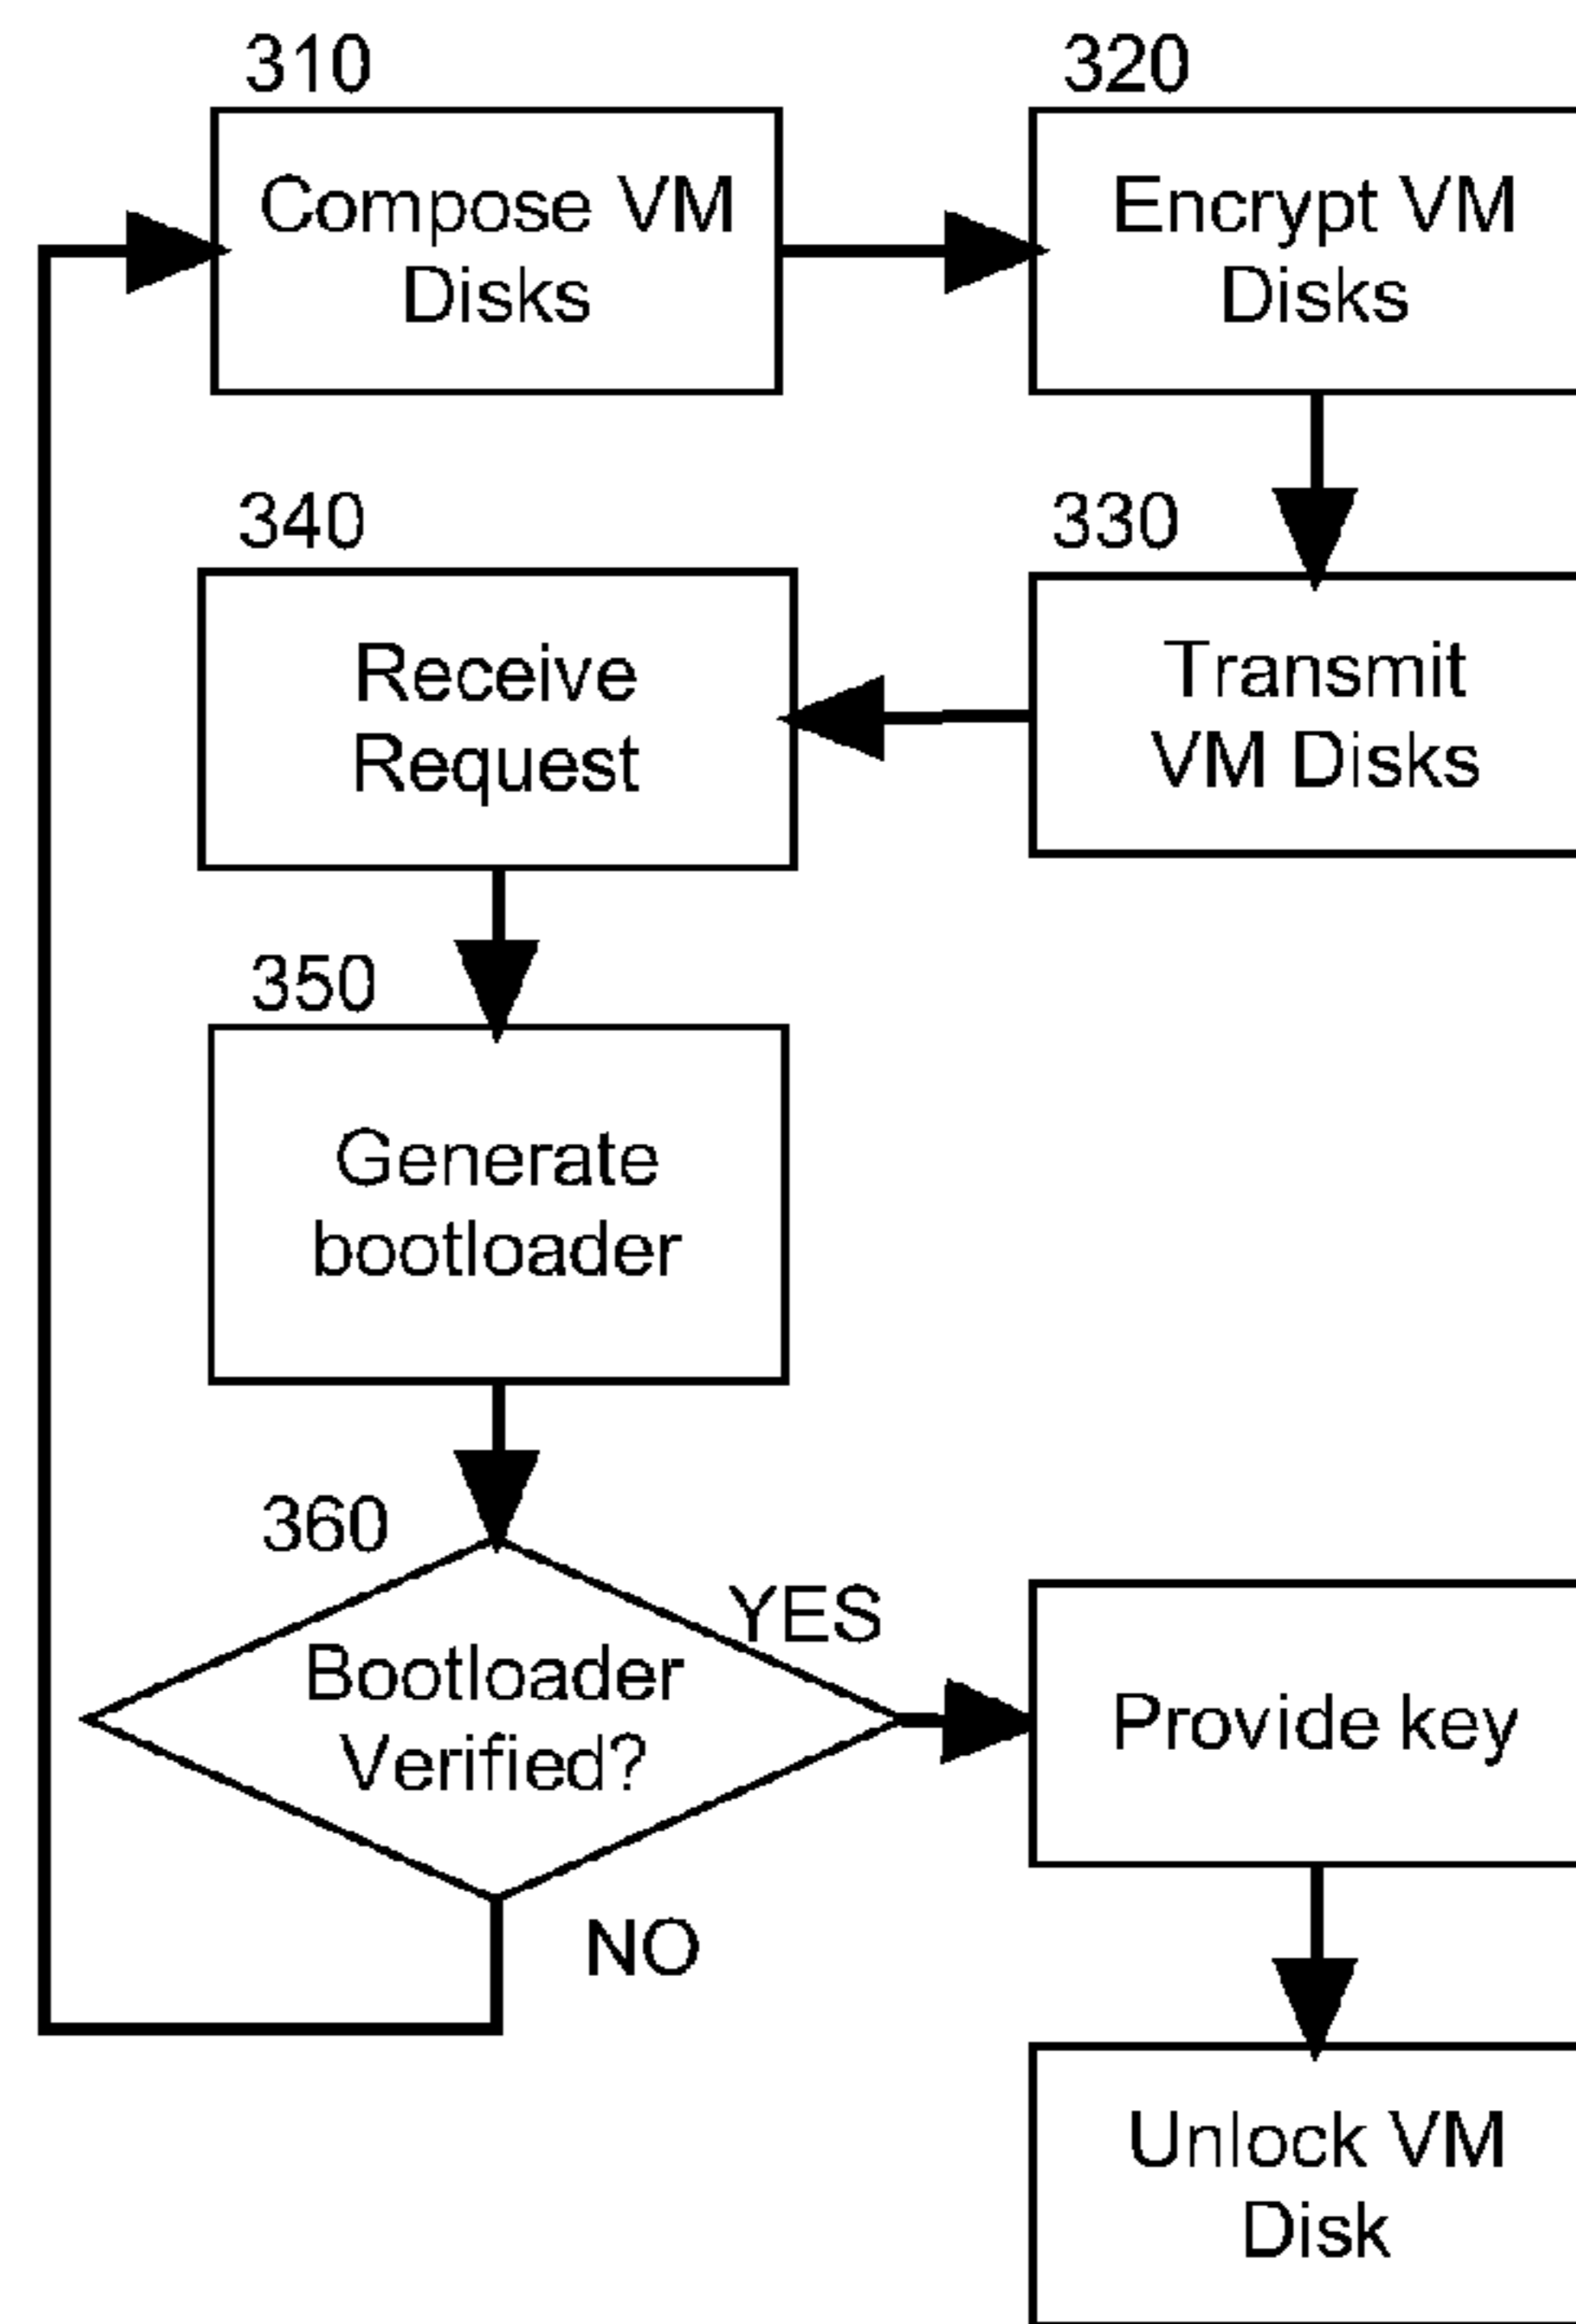 310
Compose VM
Disks
320
Encrypt VM
Disks
330
Transmit
VM Disks
340
Receive
Request
350
Generate
bootloader
360
Bootloader
Verified?
YES
NO
Provide key
Unlock VM
Disk